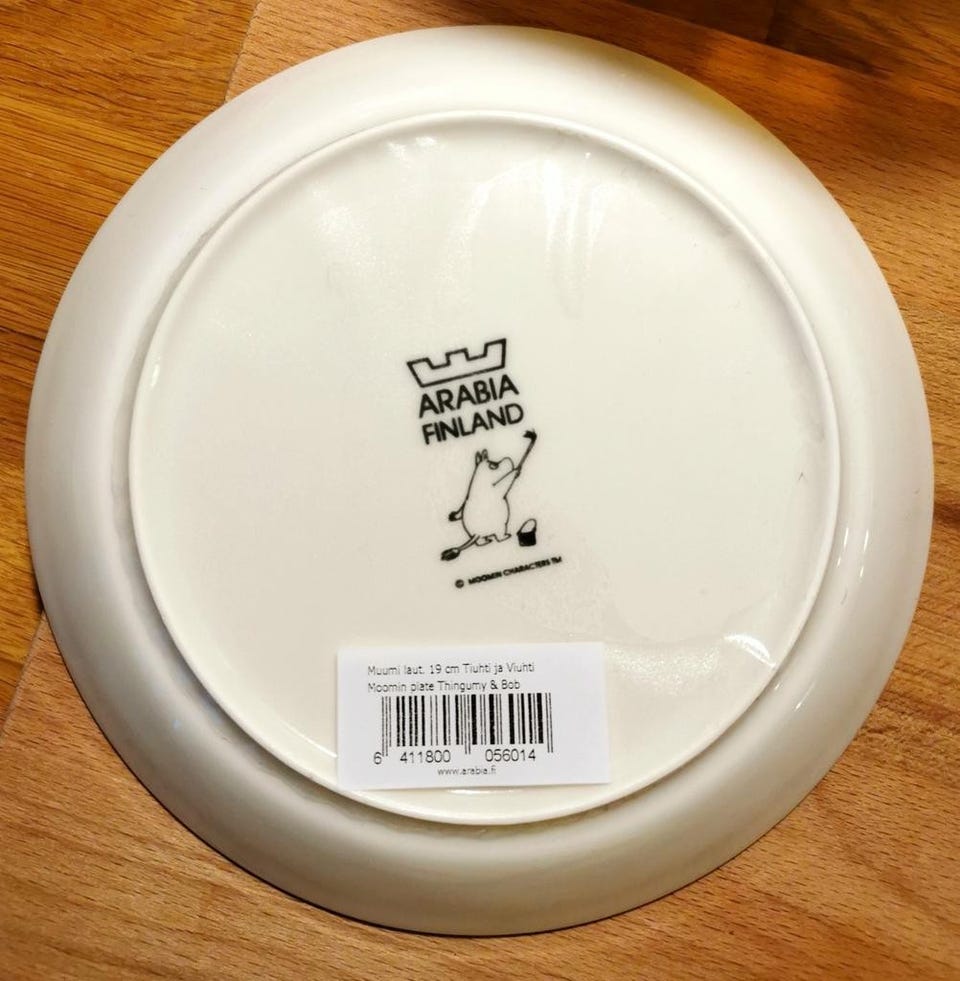 ARABIA
FINLAND
© MOOMIN CHARACTERS ™
Muumi laut. 19 cm Tiuhti ja Viuhti
Moomin plate Thingumy & Bob
6 411800 056014
www.arabia.fi